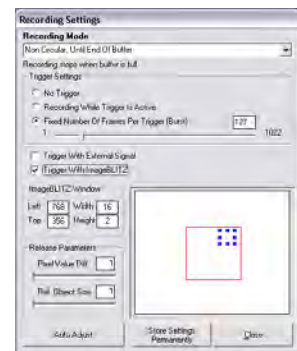 Recording Settings
Recording Mode
Non Circular, Until End Of Buffer
Recording stops when buffer is full
Trigger Settings
No Trigger
Recording While Trigger Is Active
Fixed Number Of Frames Per Trigger (Burst) 127
1 1022
Trigger With External Signal
Trigger With ImageBLITZ
ImageBLITZ Window
Left 768 Width 16
Top 356 Height 2
Release Parameters
Pixel Value Diff. 1
Rel. Object Size 1
Auto Adjust
Store Settings
Permanently
Close